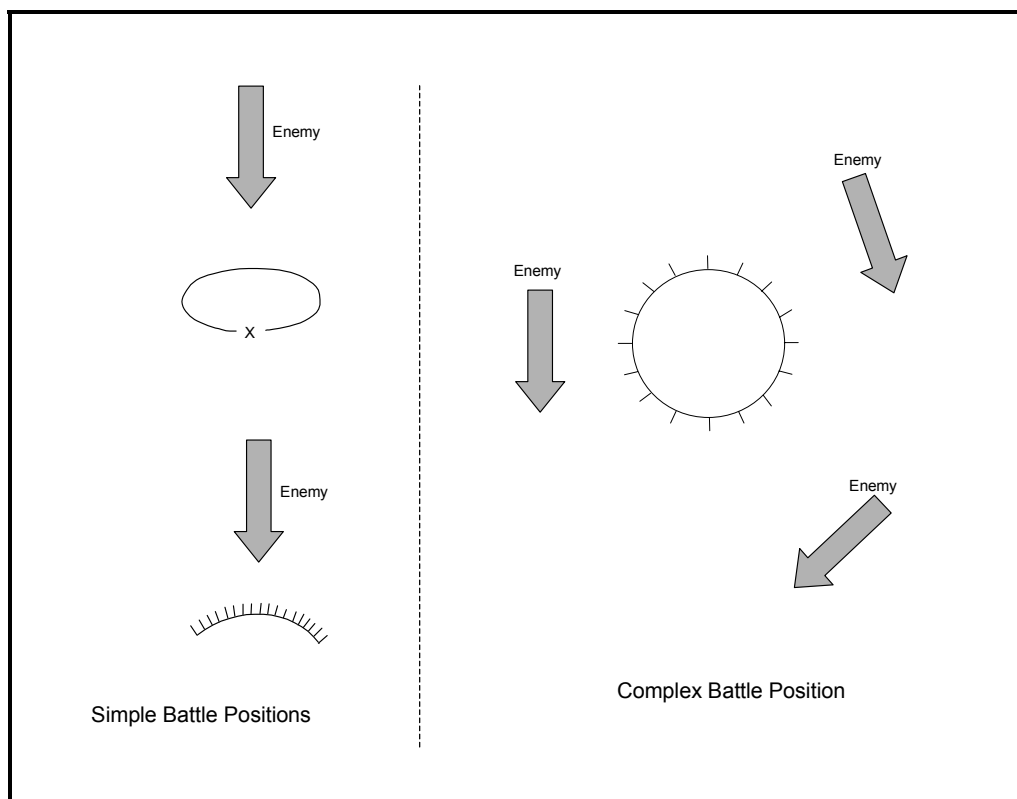 Enemy
X
Enemy
Simple Battle Positions
Enemy
Enemy
Enemy
Complex Battle Position